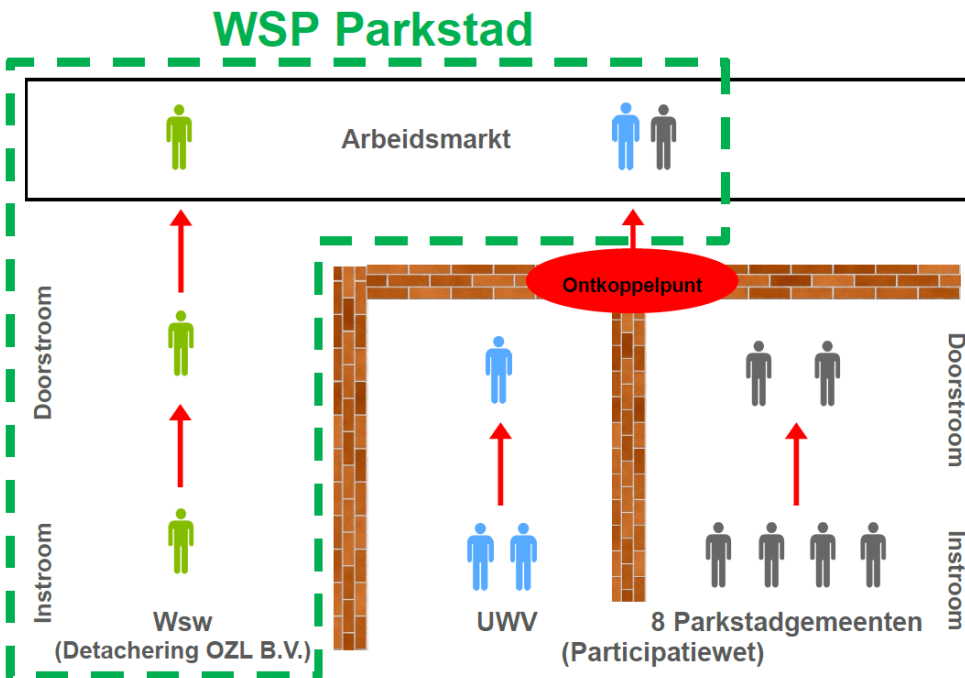 WSP Parkstad
Arbeidsmarkt
Ontkoppelpunt
Doorstroom
Doorstroom
Instroom
Instroom
Wsw
(Detachering OZL B.V.)
UWV
8 Parkstadgemeenten
(Participatiewet)